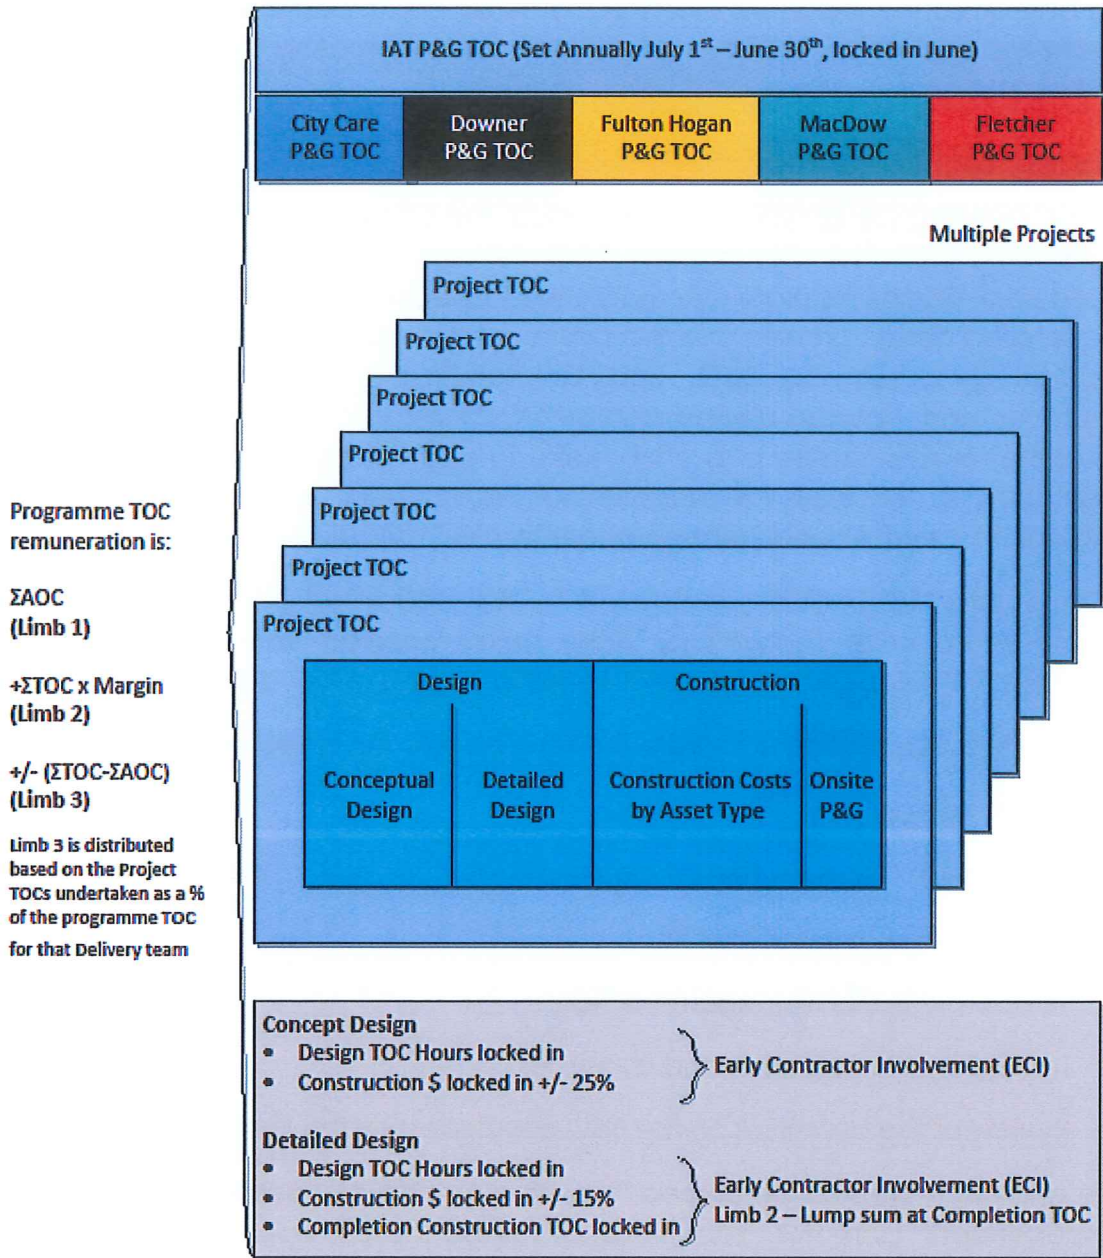 IAT P&G TOC (Set Annually July 1st – June 30th, locked in June)
City Care
P&G TOC
Downer
P&G TOC
Fulton Hogan
P&G TOC
MacDow
P&G TOC
Fletcher
P&G TOC
Multiple Projects
Project TOC
Project TOC
Project TOC
Project TOC
Project TOC
Project TOC
Project TOC
Design
Construction
Conceptual
Design
Detailed
Design
Construction Costs
by Asset Type
Onsite
P&G
Programme TOC
remuneration is:
ΣAOC
(Limb 1)
+ΣTOC x Margin
(Limb 2)
+/- (ΣTOC-ΣAOC)
(Limb 3)
Limb 3 is distributed
based on the Project
TOCs undertaken as a %
of the programme TOC
for that Delivery team
Concept Design
• Design TOC Hours locked in
• Construction $ locked in +/- 25%
Early Contractor Involvement (ECI)
Detailed Design
• Design TOC Hours locked in
• Construction $ locked in +/- 15%
• Completion Construction TOC locked in
Early Contractor Involvement (ECI)
Limb 2 – Lump sum at Completion TOC